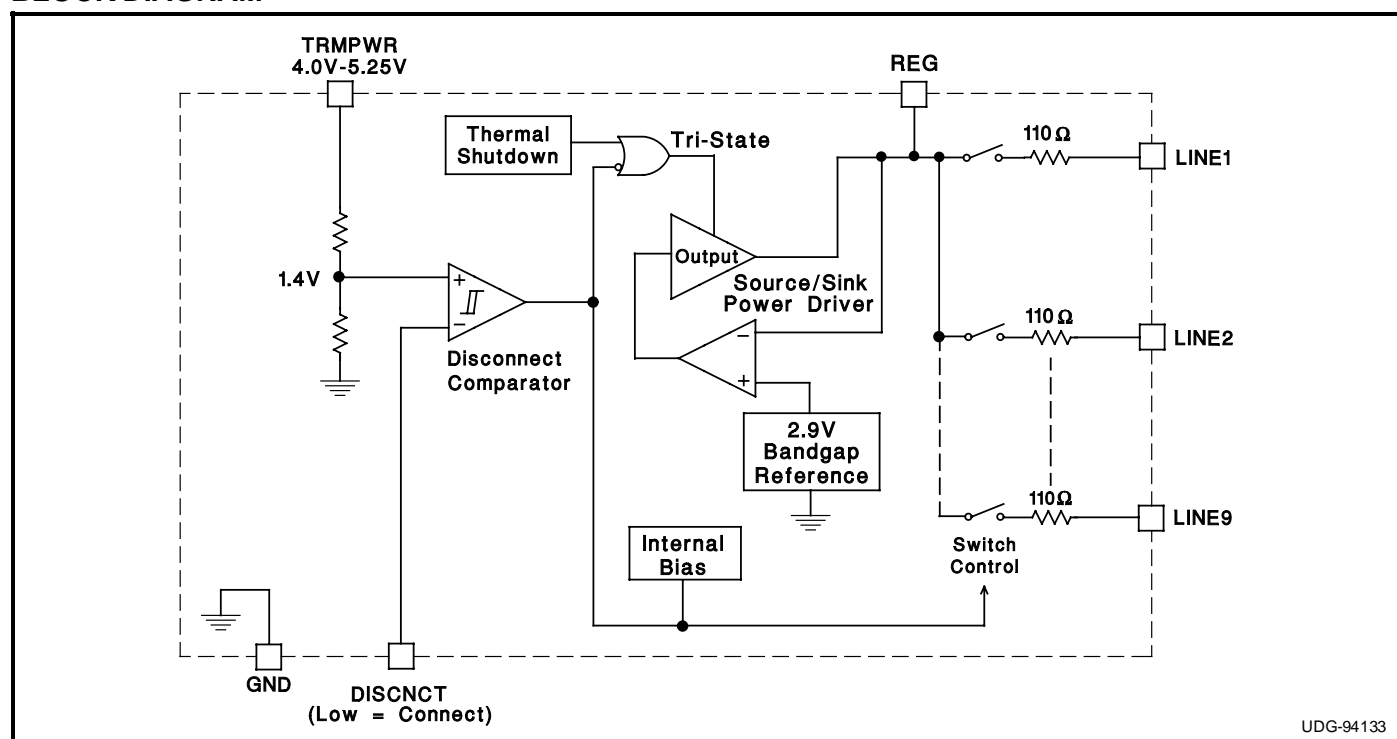 TRMPWR
4.0V-5.25V
REG
Thermal
Shutdown
Tri-State
110Ω
LINE1
Output
1.4V
+
−
Source/Sink
Power Driver
Disconnect
Comparator
−
+
110Ω
LINE2
2.9V
Bandgap
Reference
110Ω
LINE9
Internal
Bias
Switch
Control
GND
DISCNCT
(Low = Connect)
UDG-94133